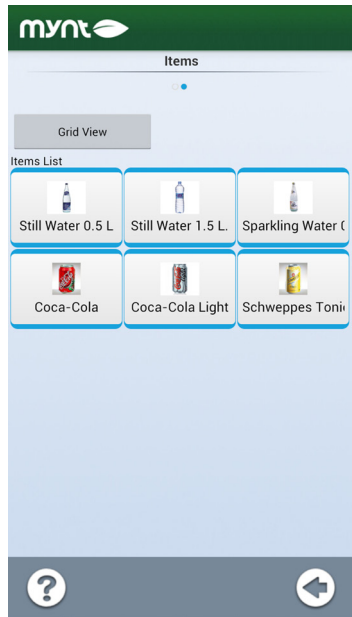 mynt
Items
Grid View
Items List
Still Water 0.5 L
Still Water 1.5 L.
Sparkling Water (
Coca-Cola
Coca-Cola Light
Schweppes Toni
?